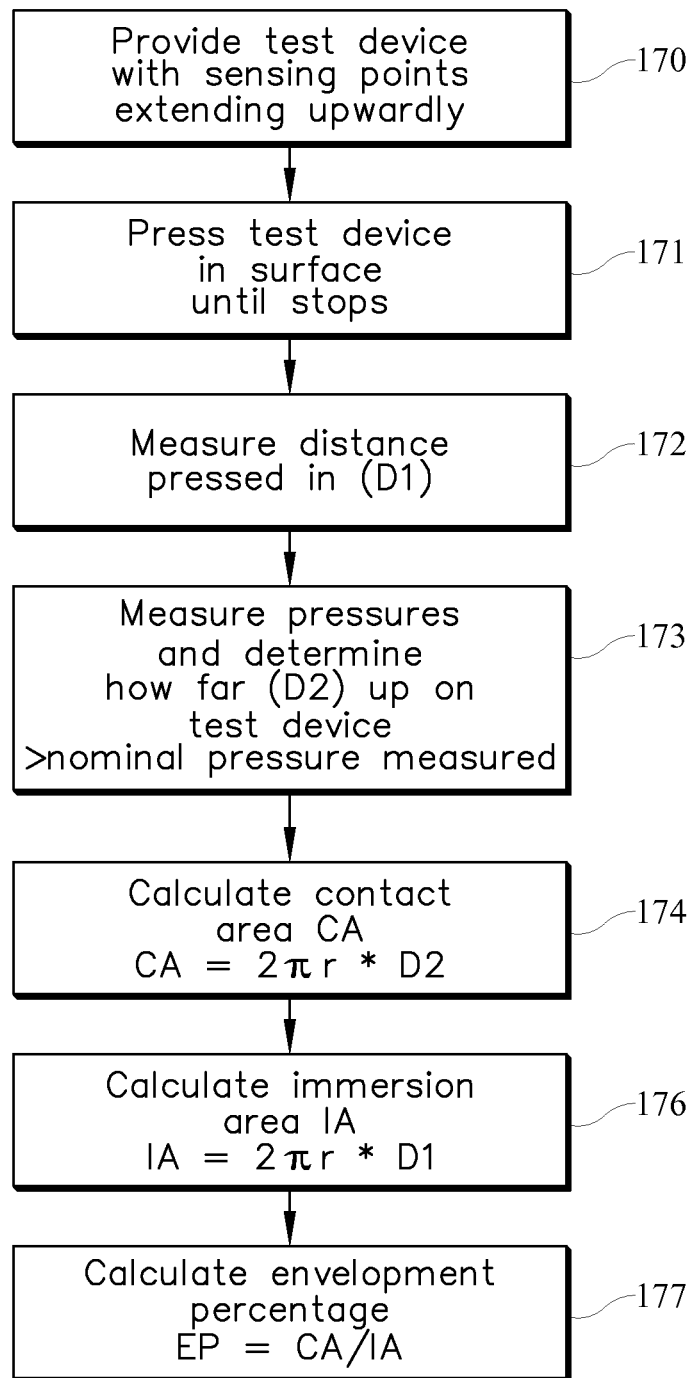 Provide test device
with sensing points
extending upwardly
170
Press test device
in surface
until stops
171
Measure distance
pressed in (D1)
172
Measure pressures
and determine
how far (D2) up on
test device
>nominal pressure measured
173
Calculate contact
area CA
CA = 2πr * D2
174
Calculate immersion
area IA
IA = 2πr * D1
176
Calculate envelopment
percentage
EP = CA/IA
177